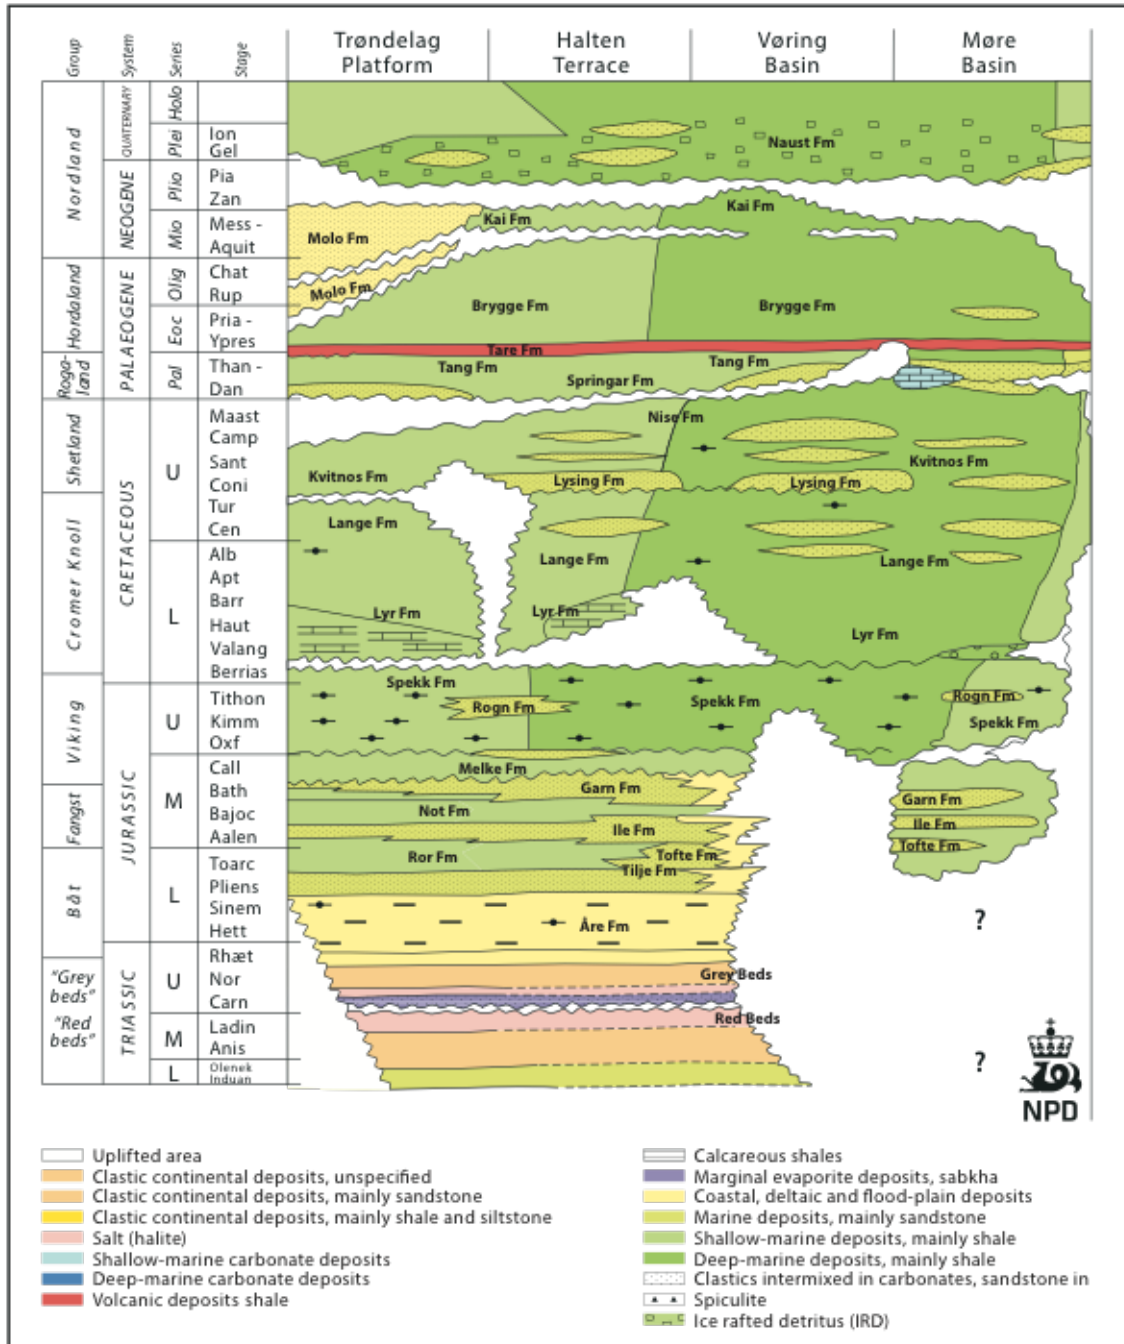 Group
System
Series
Stage
Trøndelag
Platform
Halten
Terrace
Vøring
Basin
Møre
Basin
Nordland
Hordaland
Roga-
land
Shetland
Cromer Knoll
Viking
Fangst
Båt
"Grey
beds"
"Red
beds"
QUATERNARY
NEOGENE
PALAEOGENE
CRETACEOUS
JURASSIC
TRIASSIC
Holo
Plei
Plio
Mio
Olig
Eoc
Pal
U
L
U
M
L
U
M
L
Ion
Gel
Pia
Zan
Mess -
Aquit
Chat
Rup
Pria -
Ypres
Than -
Dan
Maast
Camp
Sant
Coni
Tur
Cen
Alb
Apt
Barr
Haut
Valang
Berrias
Tithon
Kimm
Oxf
Call
Bath
Bajoc
Aalen
Toarc
Pliens
Sinem
Hett
Rhæt
Nor
Carn
Ladin
Anis
Olenek
Induan
Naust Fm
Kai Fm
Kai Fm
Molo Fm
Molo Fm
Brygge Fm
Brygge Fm
Tare Fm
Tang Fm
Tang Fm
Springar Fm
Nise Fm
Kvitnos Fm
Kvitnos Fm
Lysing Fm
Lysing Fm
Lange Fm
Lange Fm
Lange Fm
Lyr Fm
Lyr Fm
Lyr Fm
Spekk Fm
Spekk Fm
Rogn Fm
Rogn Fm
Spekk Fm
Melke Fm
Garn Fm
Garn Fm
Not Fm
Ile Fm
Ile Fm
Ror Fm
Tofte Fm
Tofte Fm
Tilje Fm
Åre Fm
?
Grey Beds
Red Beds
?
NPD
Uplifted area
Clastic continental deposits, unspecified
Clastic continental deposits, mainly sandstone
Clastic continental deposits, mainly shale and siltstone
Salt (halite)
Shallow-marine carbonate deposits
Deep-marine carbonate deposits
Volcanic deposits shale
Calcareous shales
Marginal evaporite deposits, sabkha
Coastal, deltaic and flood-plain deposits
Marine deposits, mainly sandstone
Shallow-marine deposits, mainly shale
Deep-marine deposits, mainly shale
Clastics intermixed in carbonates, sandstone in
Spiculite
Ice rafted detritus (IRD)